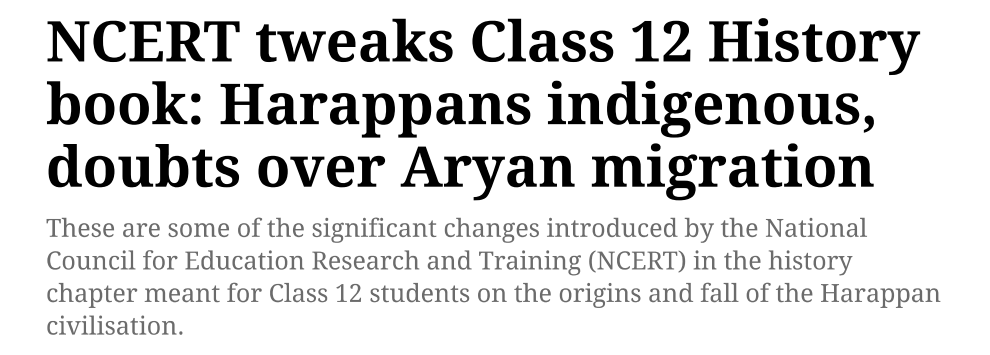 NCERT tweaks Class 12 History
book: Harappans indigenous,
doubts over Aryan migration
These are some of the significant changes introduced by the National
Council for Education Research and Training (NCERT) in the history
chapter meant for Class 12 students on the origins and fall of the Harappan
civilisation.